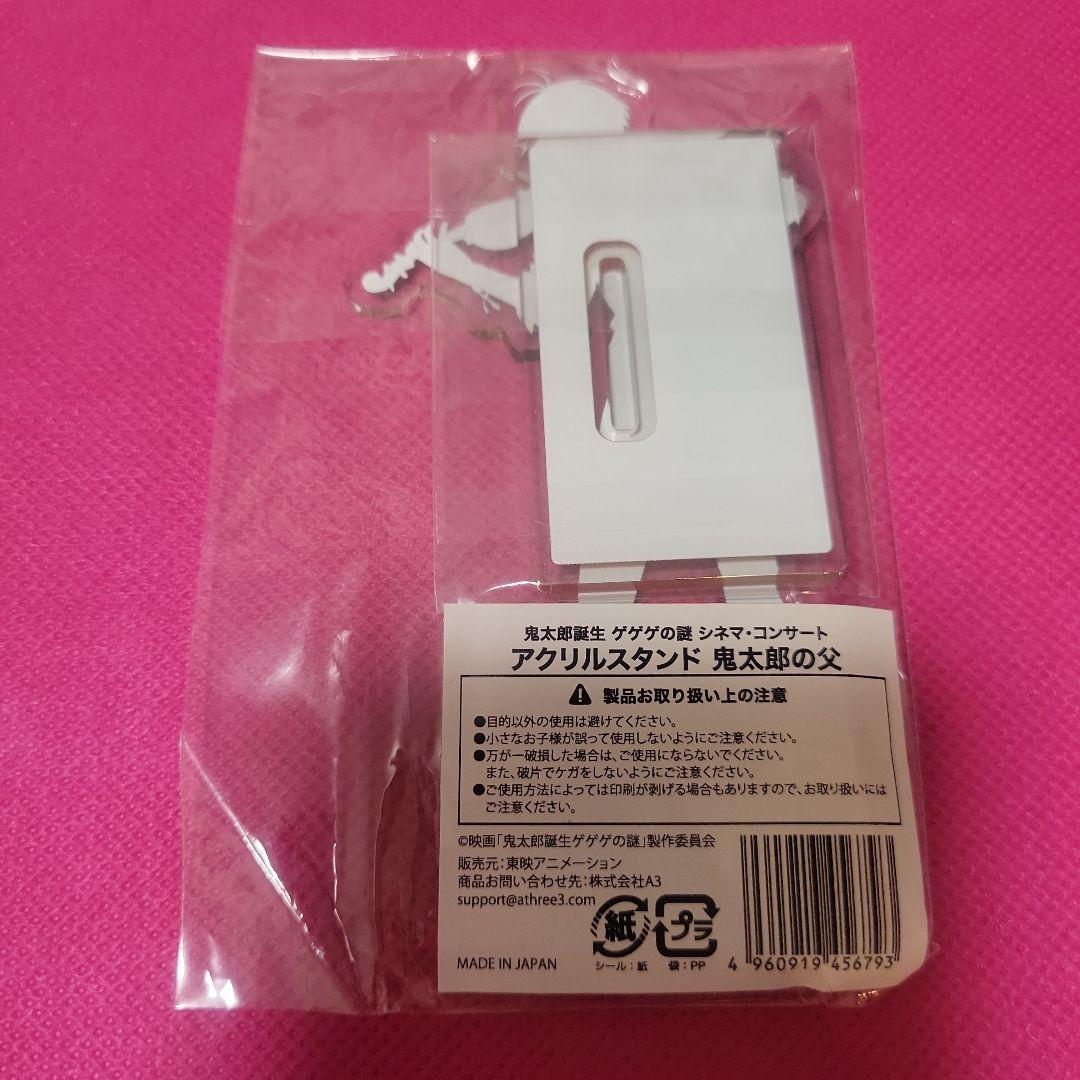 鬼太郎誕生 ゲゲゲの謎 シネマ・コンサート
アクリルスタンド 鬼太郎の父
製品お取り扱い上の注意
●目的以外の使用は避けてください。
●小さなお子様が誤って使用しないようにご注意ください。
●万が一破損した場合は、ご使用にならないでください。
また、破片でケガをしないようにご注意ください。
●ご使用方法によっては印刷が剥げる場合もありますので、お取り扱いには
ご注意ください。
©映画「鬼太郎誕生ゲゲゲの謎」製作委員会
販売元:東映アニメーション
商品お問い合わせ先:株式会社A3
support@athree3.com
紙 プラ
シール:紙 袋:PP
MADE IN JAPAN
4 960919 456793